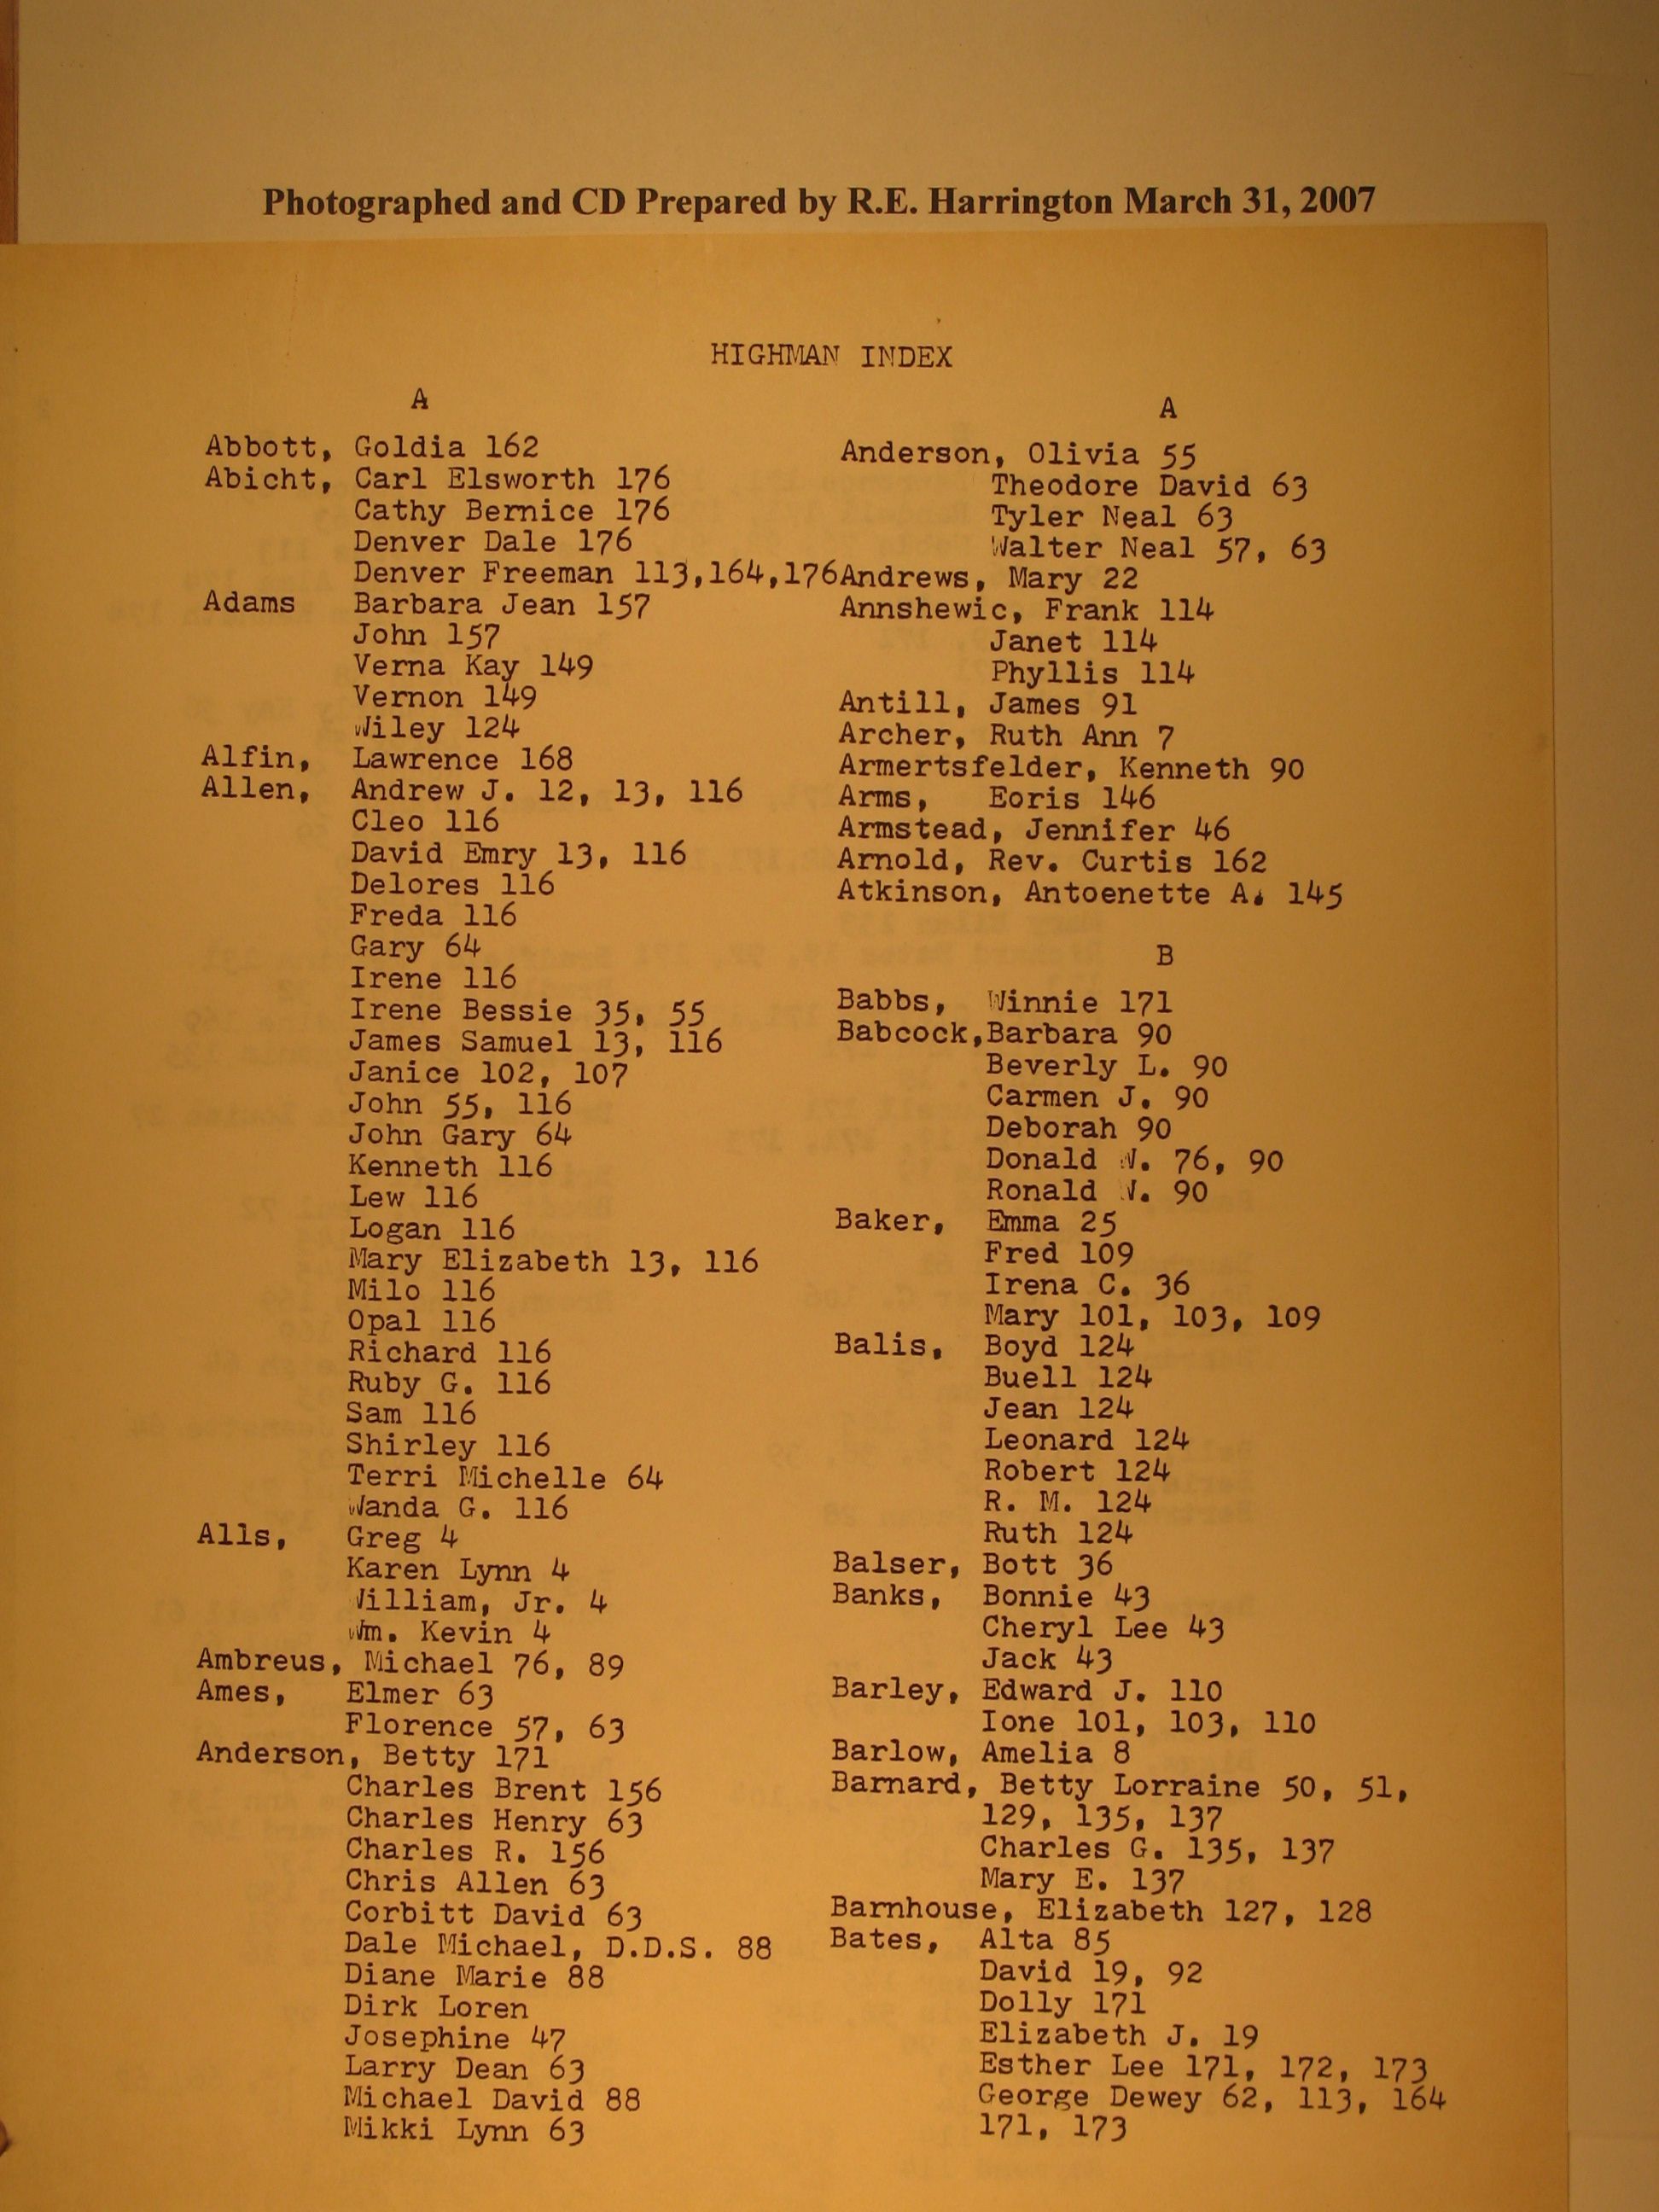 Photographed and CD Prepared by R.E. Harrington March 31, 2007
HIGHMAN INDEX
A
Abbott, Goldia 162
Abicht, Carl Elsworth 176
Cathy Bernice 176
Denver Dale 176
Denver Freeman 113,164,176
Adams Barbara Jean 157
John 157
Verna Kay 149
Vernon 149
Wiley 124
Alfin, Lawrence 168
Allen, Andrew J. 12, 13, 116
Cleo 116
David Emry 13, 116
Delores 116
Freda 116
Gary 64
Irene 116
Irene Bessie 35, 55
James Samuel 13, 116
Janice 102, 107
John 55, 116
John Gary 64
Kenneth 116
Lew 116
Logan 116
Mary Elizabeth 13, 116
Milo 116
Opal 116
Richard 116
Ruby G. 116
Sam 116
Shirley 116
Terri Michelle 64
Wanda G. 116
Alls, Greg 4
Karen Lynn 4
William, Jr. 4
Wm. Kevin 4
Ambreus, Michael 76, 89
Ames, Elmer 63
Florence 57, 63
Anderson, Betty 171
Charles Brent 156
Charles Henry 63
Charles R. 156
Chris Allen 63
Corbitt David 63
Dale Michael, D.D.S. 88
Diane Marie 88
Dirk Loren
Josephine 47
Larry Dean 63
Michael David 88
Mikki Lynn 63
A
Anderson, Olivia 55
Theodore David 63
Tyler Neal 63
Walter Neal 57, 63
Andrews, Mary 22
Annshewic, Frank 114
Janet 114
Phyllis 114
Antill, James 91
Archer, Ruth Ann 7
Armertsfelder, Kenneth 90
Arms, Eoris 146
Armstead, Jennifer 46
Arnold, Rev. Curtis 162
Atkinson, Antoenette A. 145
B
Babbs, Winnie 171
Babcock,Barbara 90
Beverly L. 90
Carmen J. 90
Deborah 90
Donald W. 76, 90
Ronald W. 90
Baker, Emma 25
Fred 109
Irena C. 36
Mary 101, 103, 109
Balis, Boyd 124
Buell 124
Jean 124
Leonard 124
Robert 124
R. M. 124
Ruth 124
Balser, Bott 36
Banks, Bonnie 43
Cheryl Lee 43
Jack 43
Barley, Edward J. 110
Ione 101, 103, 110
Barlow, Amelia 8
Barnard, Betty Lorraine 50, 51,
129, 135, 137
Charles G. 135, 137
Mary E. 137
Barnhouse, Elizabeth 127, 128
Bates, Alta 85
David 19, 92
Dolly 171
Elizabeth J. 19
Esther Lee 171, 172, 173
George Dewey 62, 113, 164
171, 173